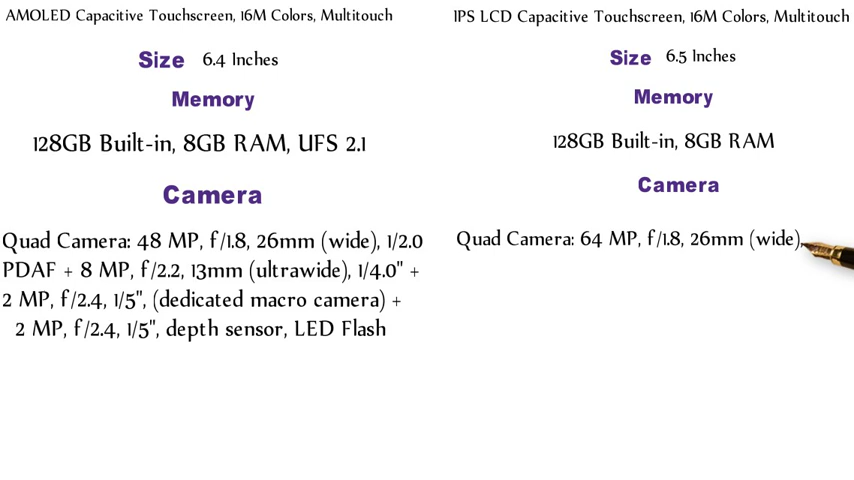 AMOLED Capacitive Touchscreen, 16M Colors, Multitouch
Size 6.4 Inches
Memory
128GB Built-in, 8GB RAM, UFS 2.1
Camera
Quad Camera: 48 MP, f/1.8, 26mm (wide), 1/2.0
PDAF + 8 MP, f/2.2, 13mm (ultrawide), 1/4.0" +
2 MP, f/2.4, 1/5", (dedicated macro camera) +
2 MP, f/2.4, 1/5", depth sensor, LED Flash
IPS LCD Capacitive Touchscreen, 16M Colors, Multitouch
Size 6.5 Inches
Memory
128GB Built-in, 8GB RAM
Camera
Quad Camera: 64 MP, f/1.8, 26mm (wide),